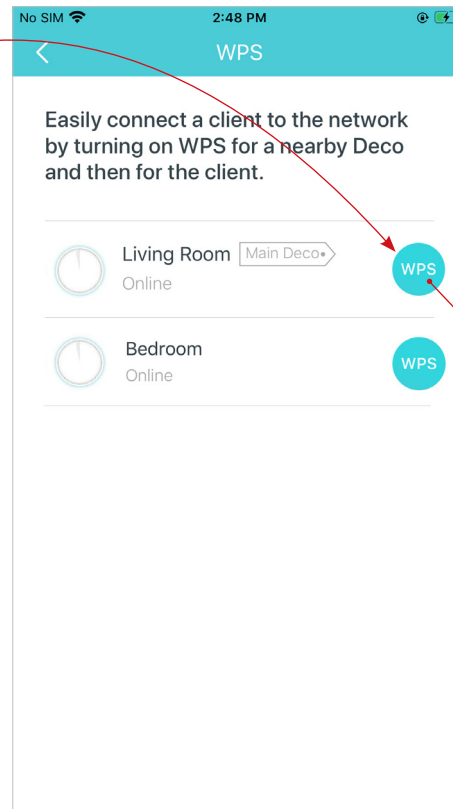 No SIM 2:48 PM
WPS
Easily connect a client to the network
by turning on WPS for a nearby Deco
and then for the client.
Living Room Main Deco
Online
WPS
Bedroom
Online
WPS